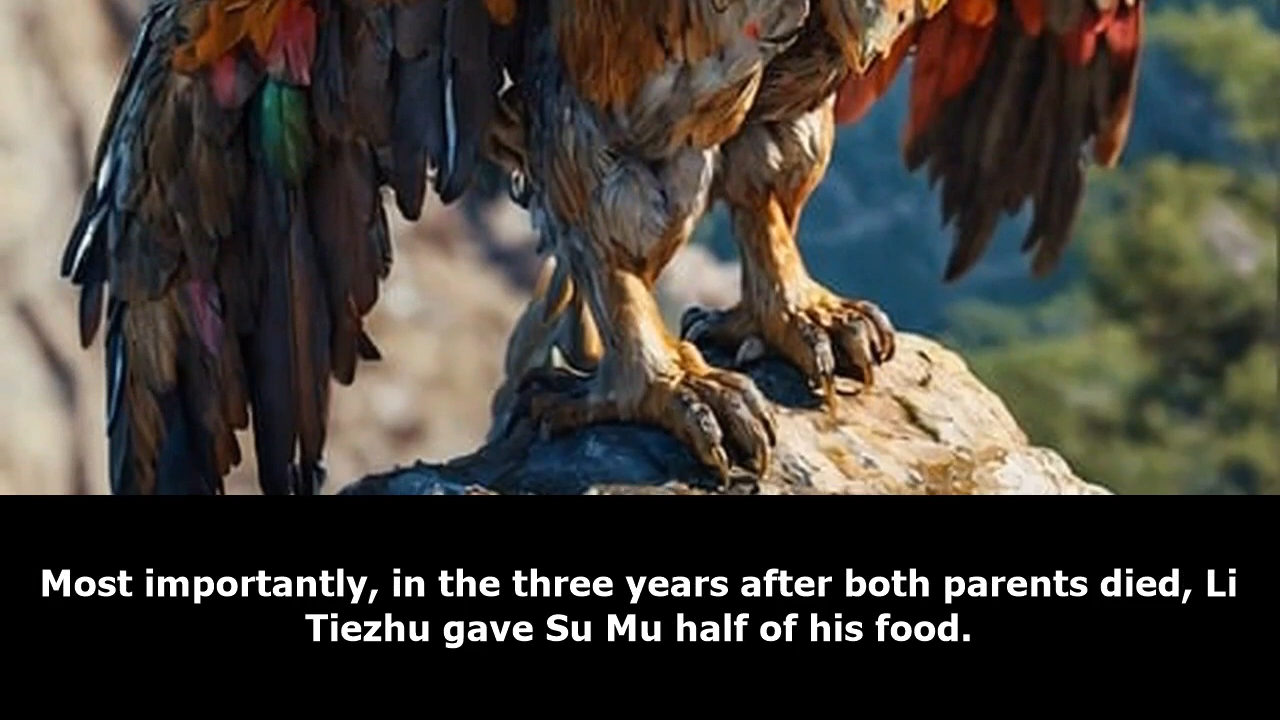 Most importantly, in the three years after both parents died, Li
Tiezhu gave Su Mu half of his food.